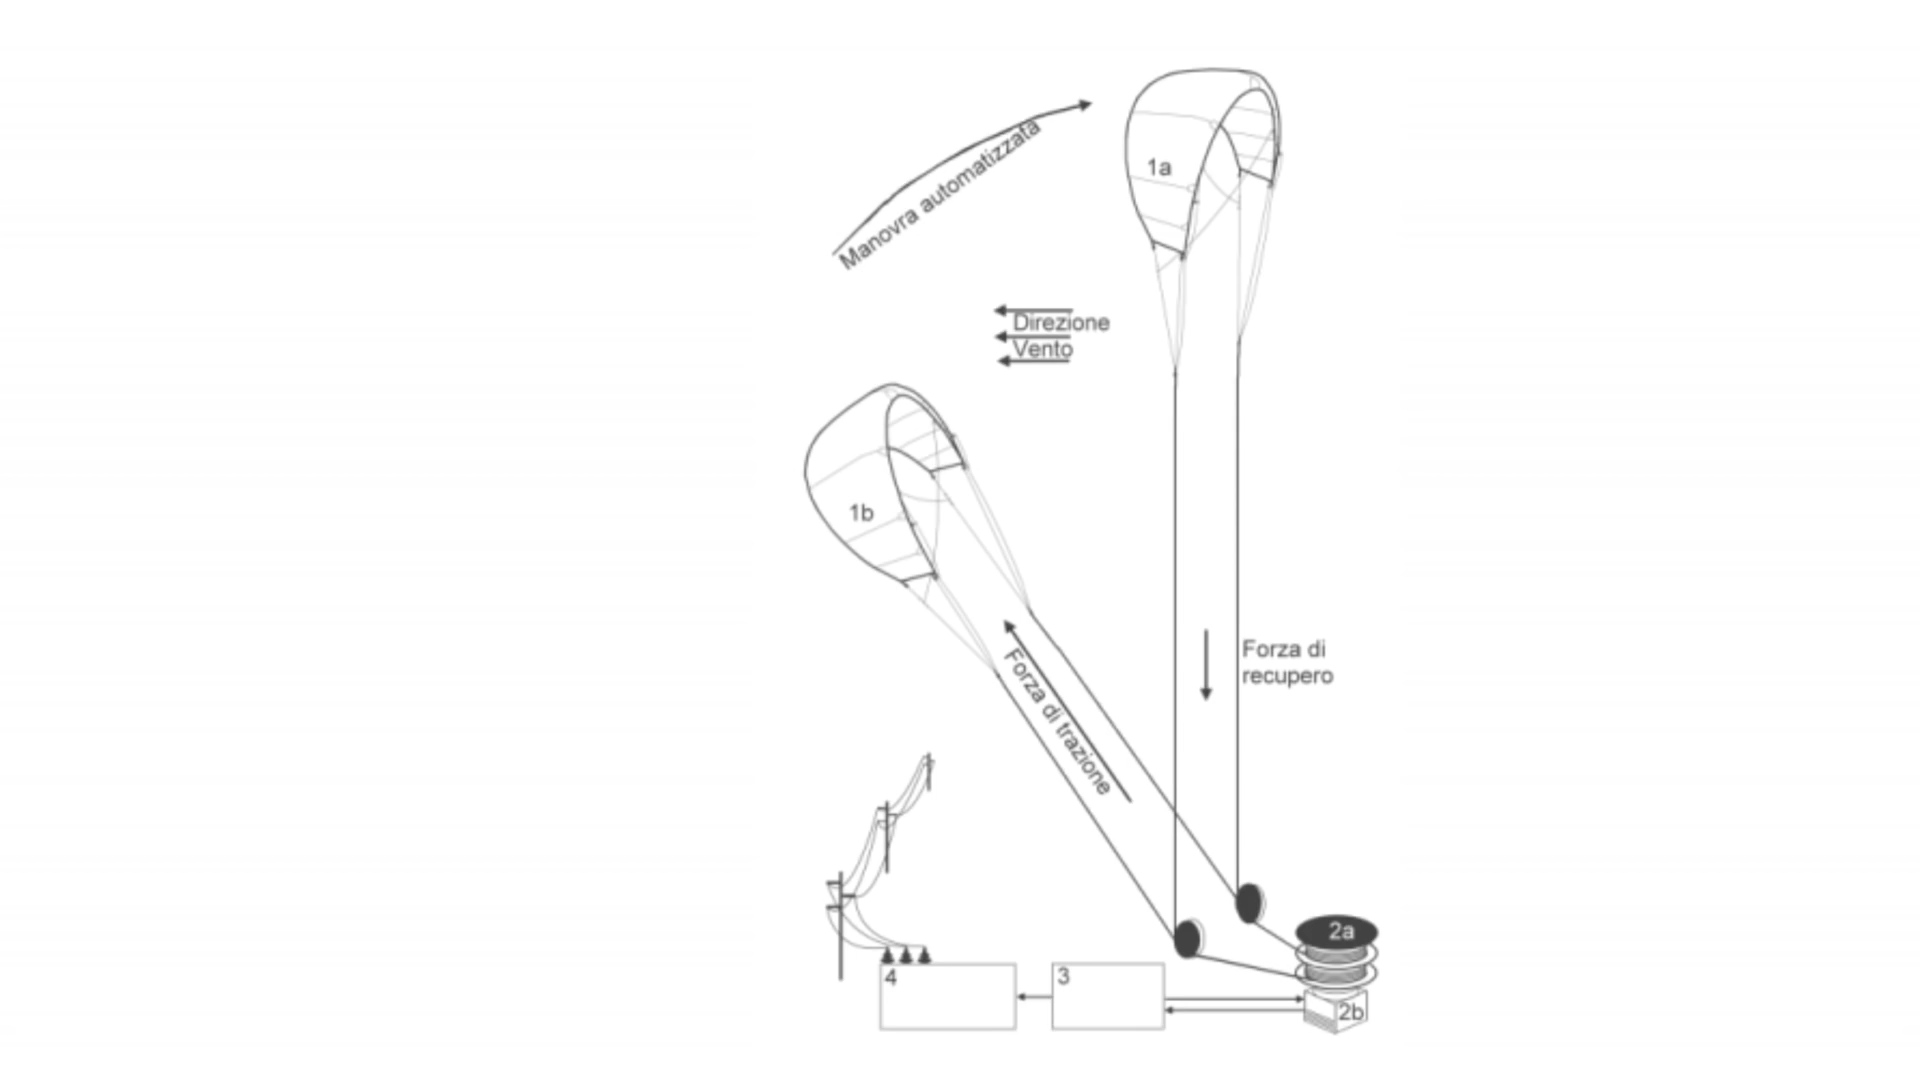 Manovra automatizzata
1a
Direzione
Vento
1b
Forza di
recupero
Forza di trazione
2a
4
3
2b